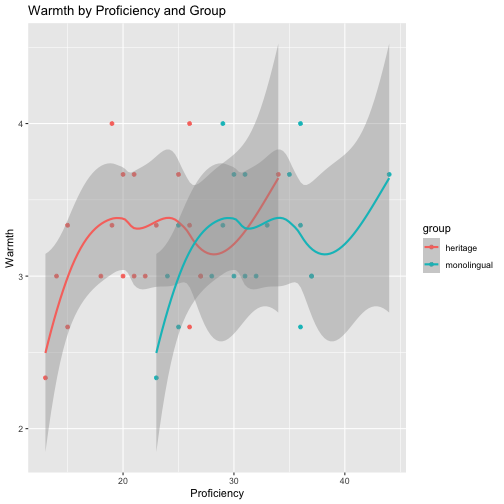 Warmth by Proficiency and Group
4
3
2
Warmth
20 30 40
Proficiency
group
heritage
monolingual